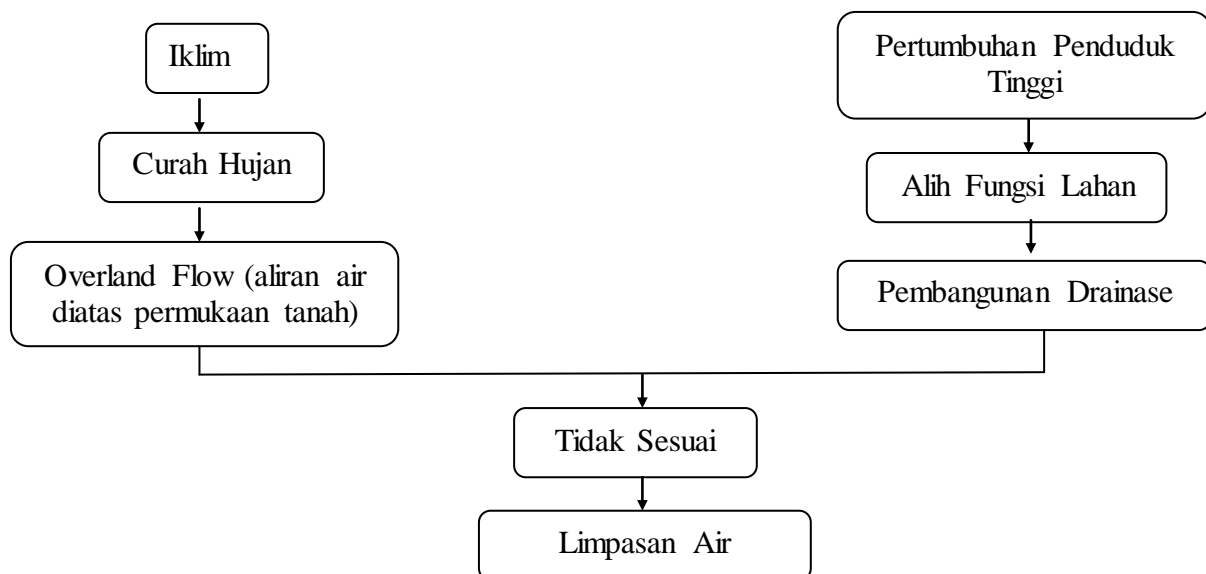 Iklim
Curah Hujan
Overland Flow (aliran air
diatas permukaan tanah)
Pertumbuhan Penduduk
Tinggi
Alih Fungsi Lahan
Pembangunan Drainase
Tidak Sesuai
Limpasan Air